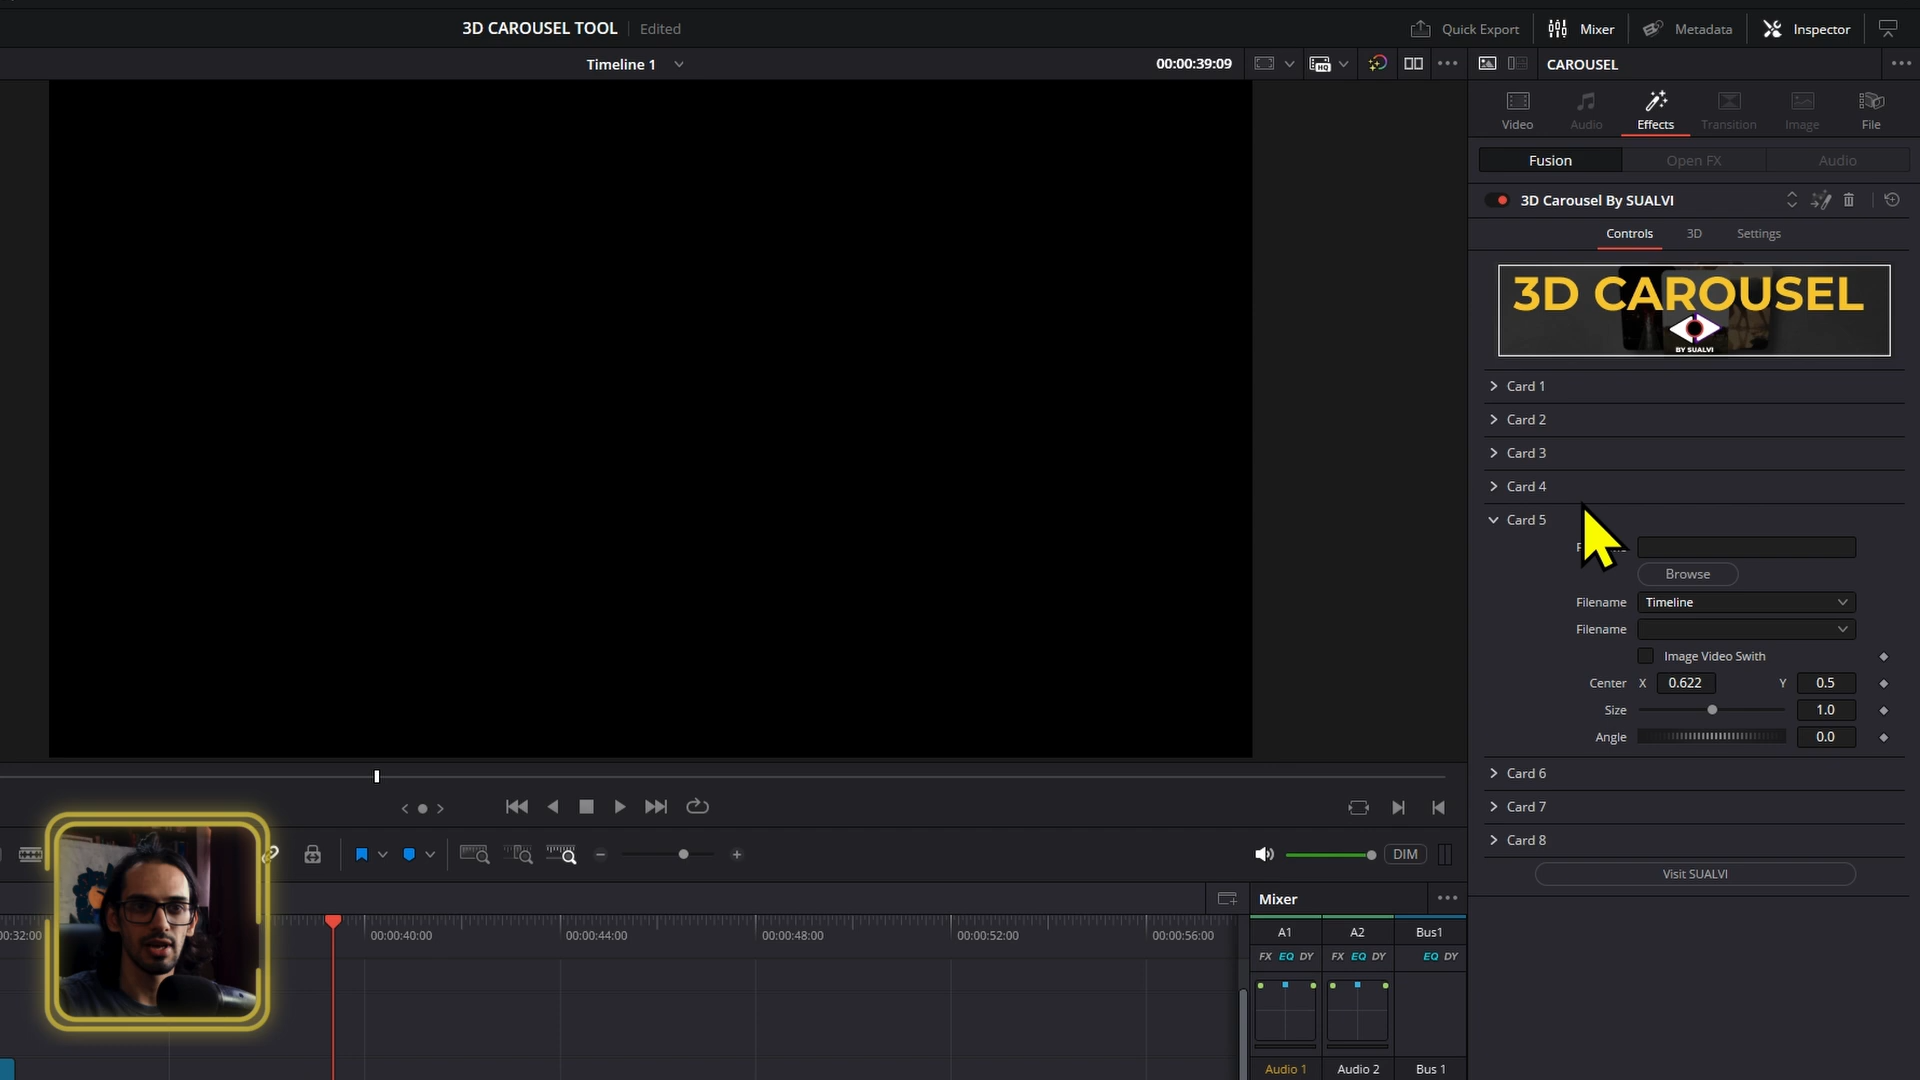 3D CAROUSEL TOOL Edited
Quick Export Mixer Metadata Inspector
Timeline 1 00:00:39:09 CAROUSEL
Video Audio Effects Transition Image File
Fusion Open FX Audio
3D Carousel By SUALVI
Controls 3D Settings
3D CAROUSEL
BY SUALVI
Card 1
Card 2
Card 3
Card 4
Card 5
Browse
Filename Timeline
Filename
Image Video Swith
Center X 0.622 Y 0.5
Size 1.0
Angle 0.0
Card 6
Card 7
Card 8
Visit SUALVI
DIM
Mixer
00:00:40:00 00:00:44:00 00:00:48:00 00:00:52:00 00:00:56:00
A1 A2 Bus1
FX EQ DY FX EQ DY EQ DY
Audio 1 Audio 2 Bus 1